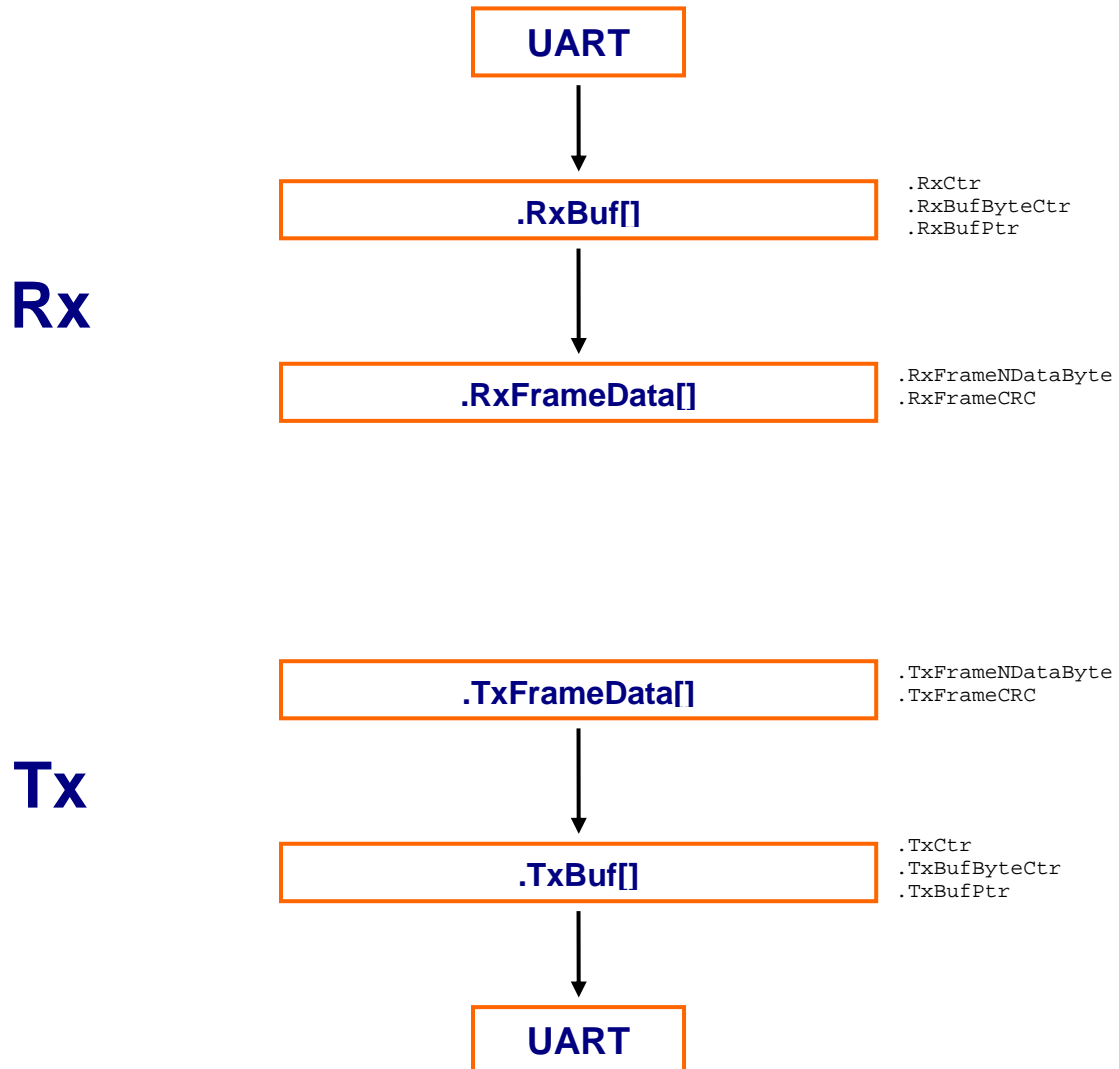 UART
.RxBuf[]
.RxCtr
.RxBufByteCtr
.RxBufPtr
Rx
.RxFrameData[]
.RxFrameNDataByte
.RxFrameCRC
.TxFrameData[]
.TxFrameNDataByte
.TxFrameCRC
Tx
.TxBuf[]
.TxCtr
.TxBufByteCtr
.TxBufPtr
UART